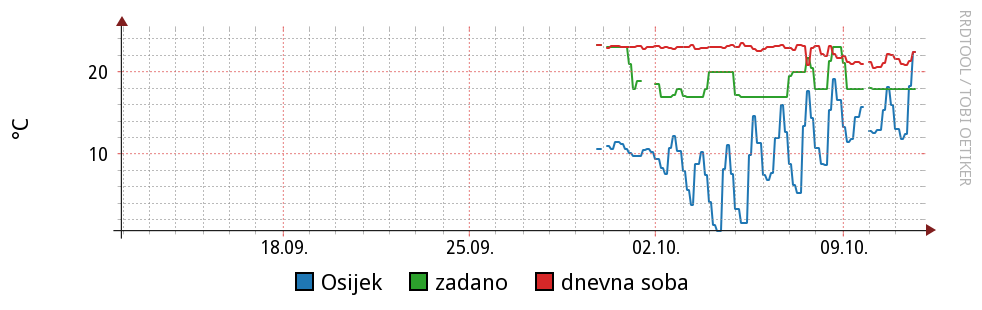 RRDTOOL / TOBI OETIKER
°C
20
10
18.09. 25.09. 02.10. 09.10.
Osijek zadano dnevna soba